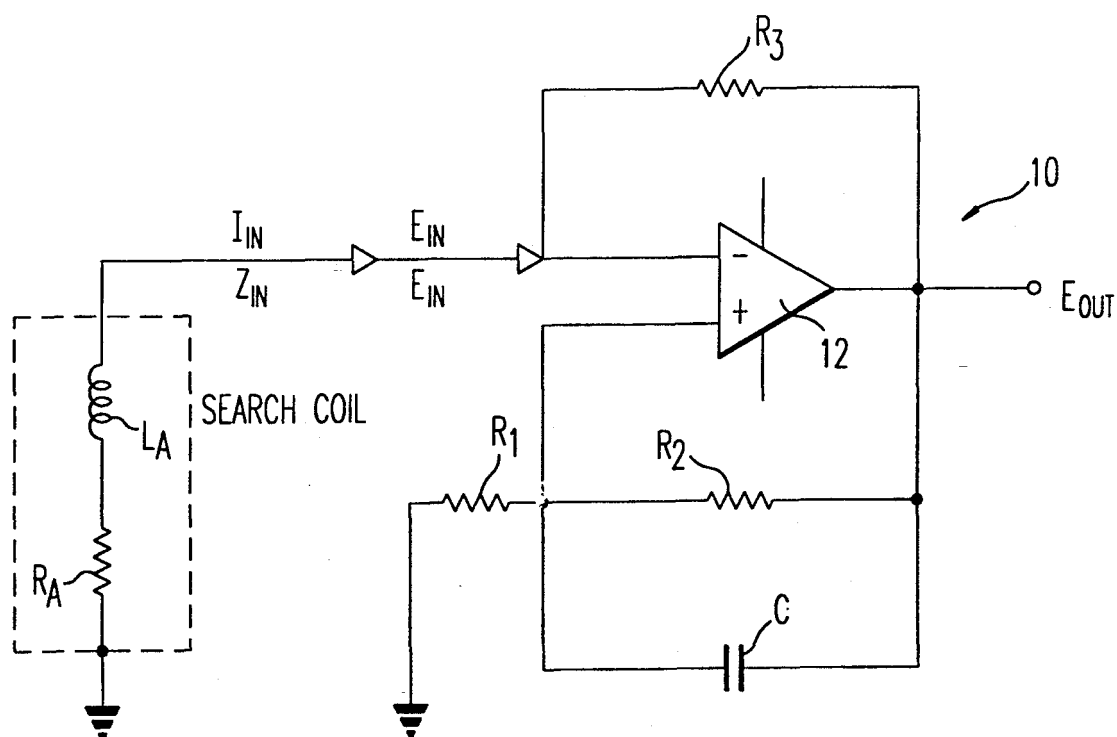 R3
10
IIN
EIN
ZIN
EIN
−
+
12
EOUT
SEARCH COIL
LA
R1
R2
RA
C